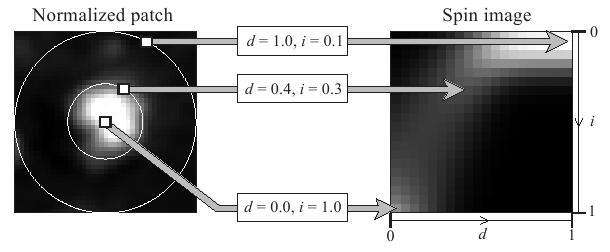 Normalized patch
Spin image
d = 1.0, i = 0.1
0
d = 0.4, i = 0.3
i
d = 0.0, i = 1.0
1
0
d
1